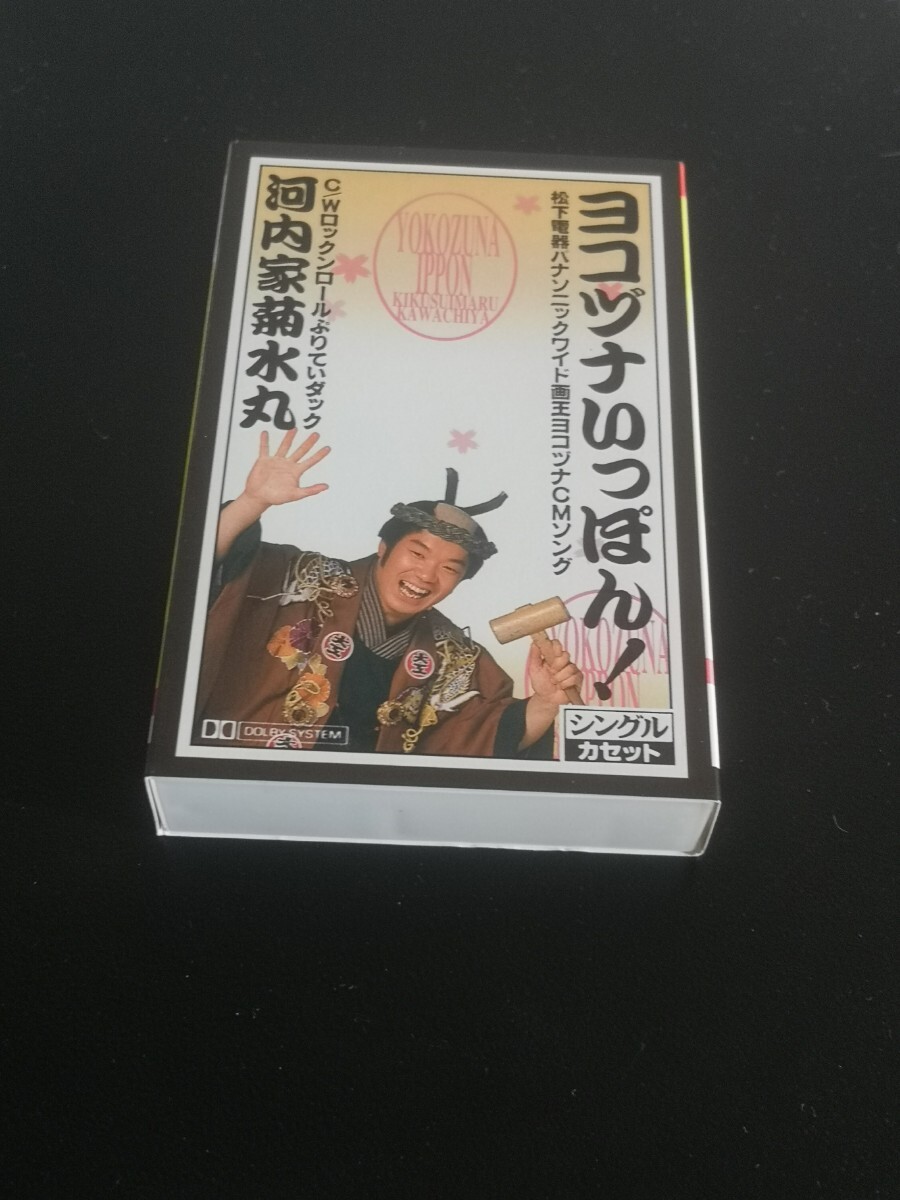 ヨコヅナいっぽん!
松下電器パナソニックワイド画王ヨコヅナCMソング
YOKOZUNA
IPPON
KIKUSUIMARU
KAWACHIYA
C/Wロックンロールぷりていダック
河内家菊水丸
YOKOZUNA
IPPON
DOLBY SYSTEM
シングル
カセット